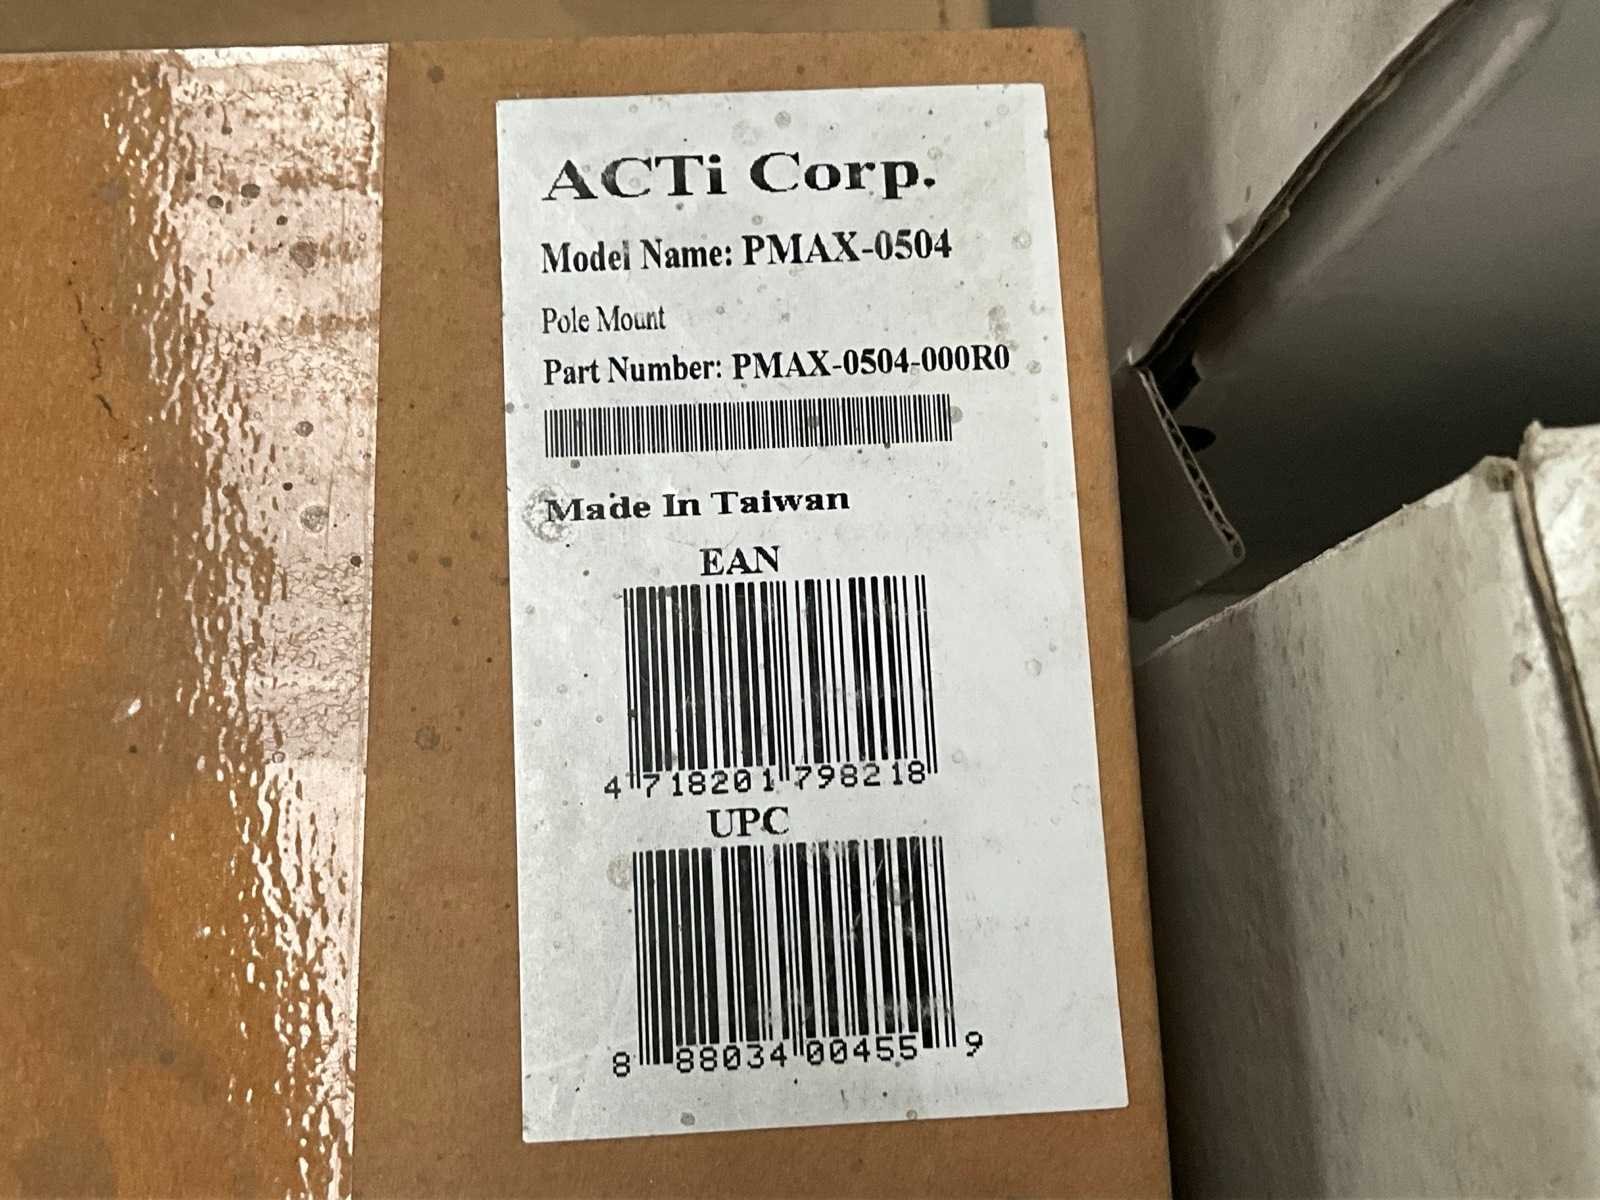 ACTi Corp.
Model Name: PMAX-0504
Pole Mount
Part Number: PMAX-0504-000R0
Made In Taiwan
EAN
4 718201 798218
UPC
8 88034 00455 9